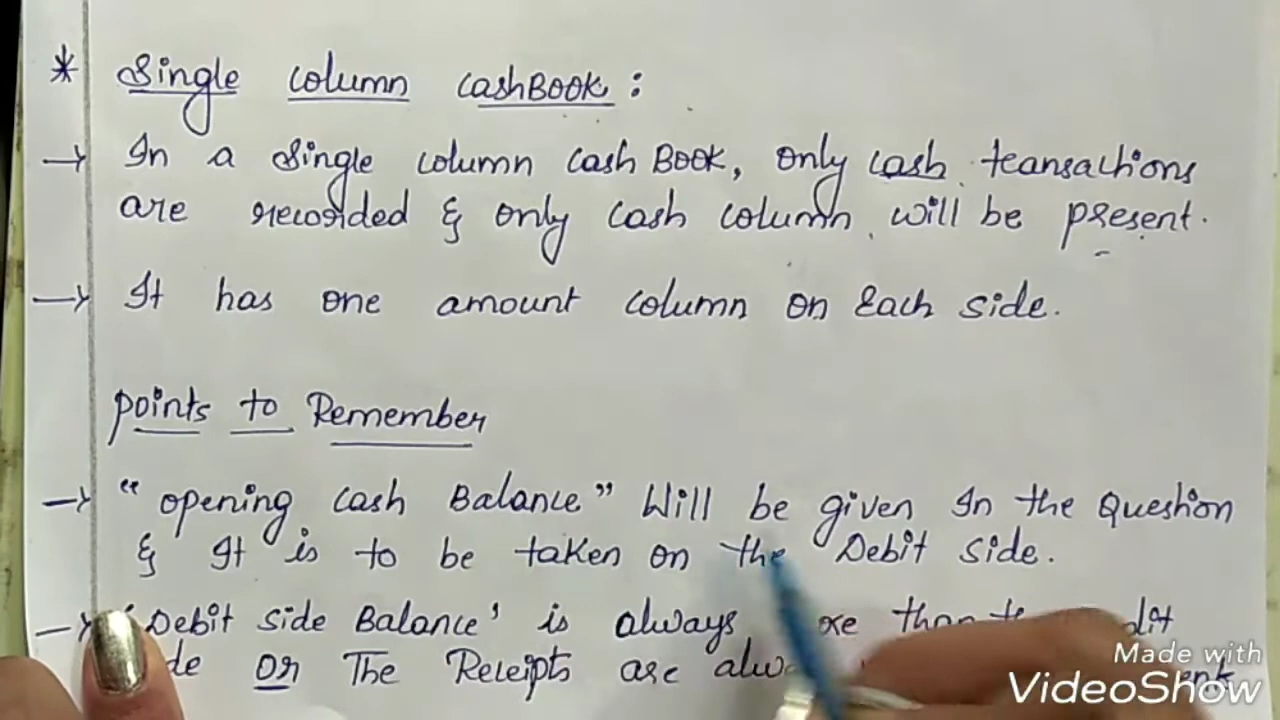 * Single column cashBOOK :
→ In a single column cash BOOK, only cash transactions
are recorded & only cash column will be present.
→ It has one amount column on Each side.
points to Remember
→ "opening cash Balance" Will be given In the Question
& It is to be taken on the Debit side.
→ 'Debit side Balance' is always than
or The Receipts are
Made with
VideoShow